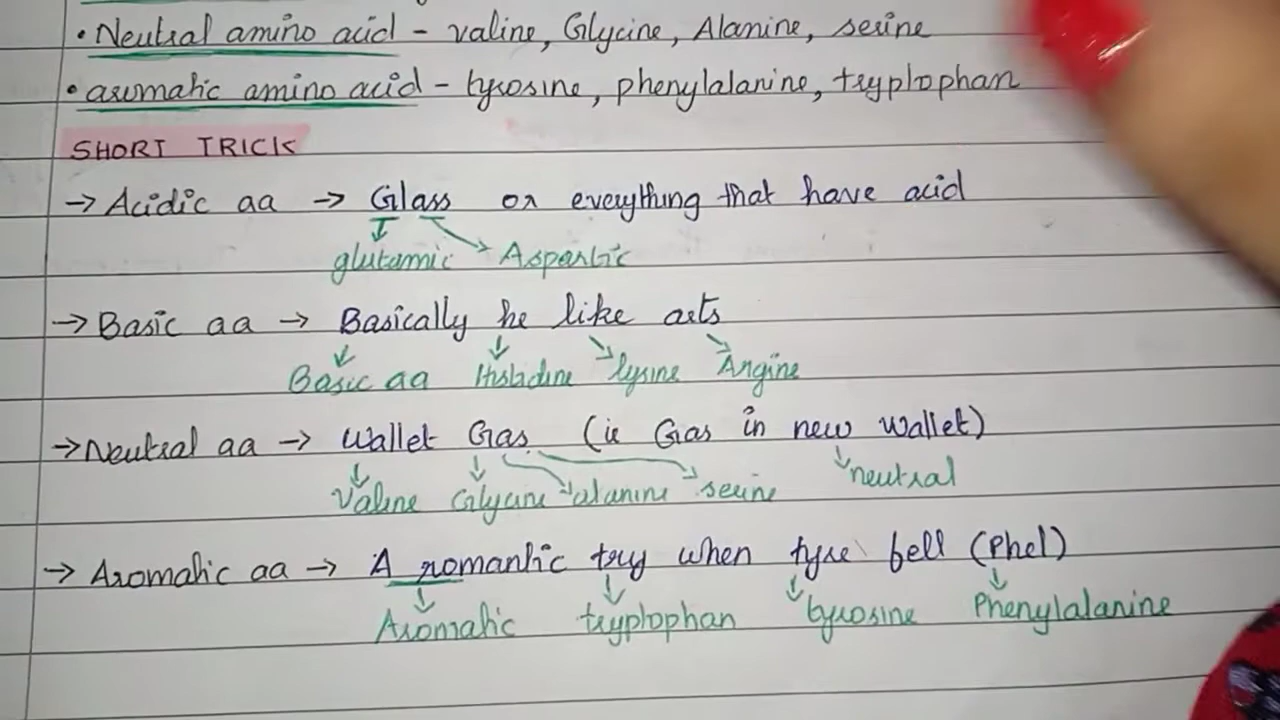 • Neutral amino acid - valine, Glycine, Alanine, serine
• aromatic amino acid - tyrosine, phenylalanine, tryptophan
SHORT TRICK
→ Acidic aa → Glass or everything that have acid
glutamic Aspartic
→ Basic aa → Basically he like arts
Basic aa Histidine lysine Argine
→ Neutral aa → Wallet Gas (ie Gas in new wallet)
Valine Glycine alanine serine neutral
→ Aromatic aa → A romantic try when tyre fell (Phel)
Aromatic tryptophan tyrosine Phenylalanine